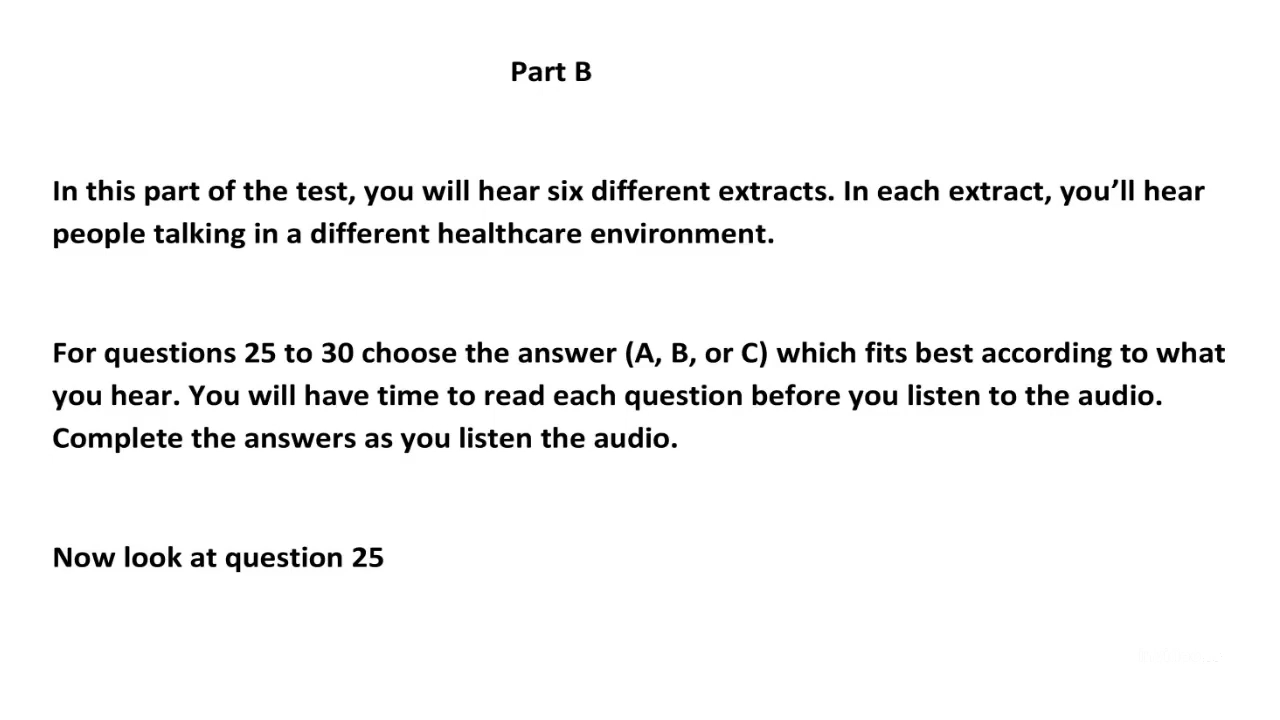 Part B
In this part of the test, you will hear six different extracts. In each extract, you’ll hear
people talking in a different healthcare environment.
For questions 25 to 30 choose the answer (A, B, or C) which fits best according to what
you hear. You will have time to read each question before you listen to the audio.
Complete the answers as you listen the audio.
Now look at question 25